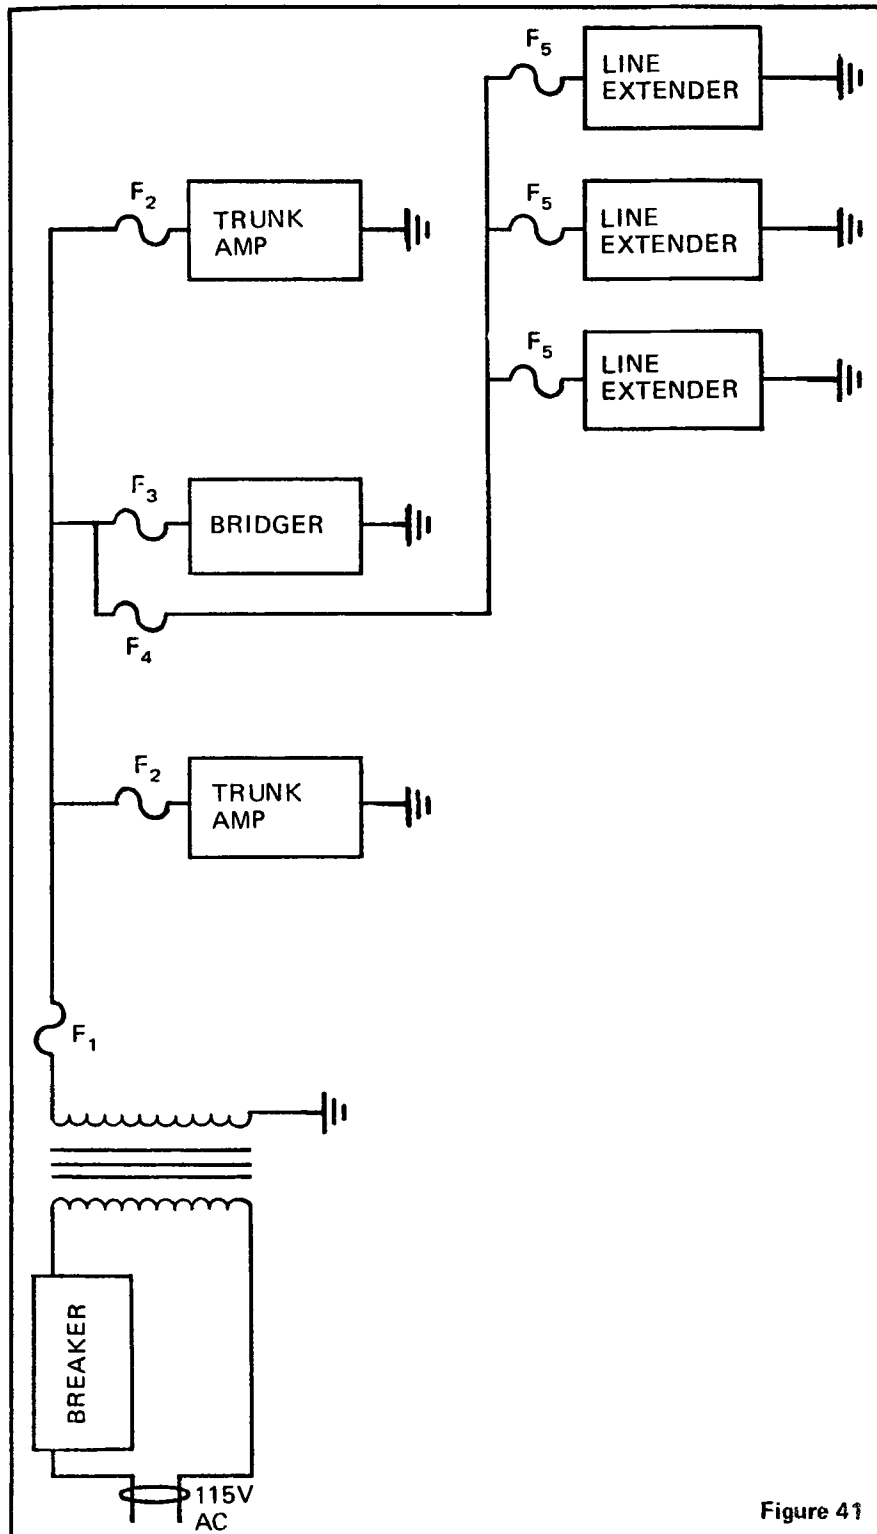 F5
LINE
EXTENDER
F2
TRUNK
AMP
F5
LINE
EXTENDER
F5
LINE
EXTENDER
F3
BRIDGER
F4
F2
TRUNK
AMP
F1
BREAKER
115V
AC
Figure 41